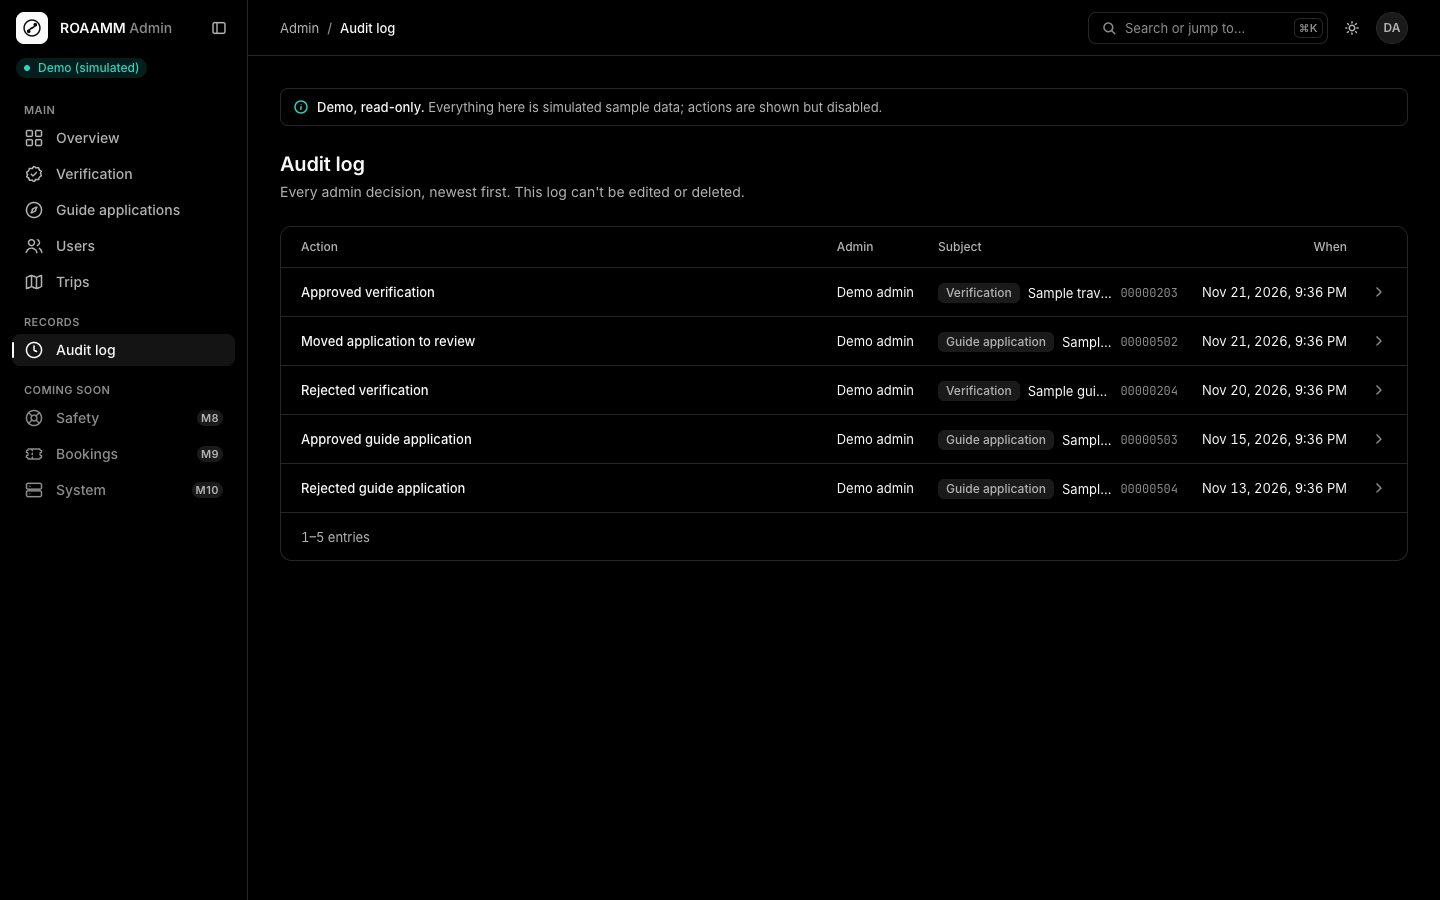 ROAAMM Admin
Demo (simulated)
MAIN
Overview
Verification
Guide applications
Users
Trips
RECORDS
Audit log
COMING SOON
Safety M8
Bookings M9
System M10
Admin / Audit log
Search or jump to... ⌘K
DA
Demo, read-only. Everything here is simulated sample data; actions are shown but disabled.
Audit log
Every admin decision, newest first. This log can't be edited or deleted.
Action Admin Subject When
Approved verification Demo admin Verification Sample trav... 00000203 Nov 21, 2026, 9:36 PM
Moved application to review Demo admin Guide application Sampl... 00000502 Nov 21, 2026, 9:36 PM
Rejected verification Demo admin Verification Sample gui... 00000204 Nov 20, 2026, 9:36 PM
Approved guide application Demo admin Guide application Sampl... 00000503 Nov 15, 2026, 9:36 PM
Rejected guide application Demo admin Guide application Sampl... 00000504 Nov 13, 2026, 9:36 PM
1–5 entries